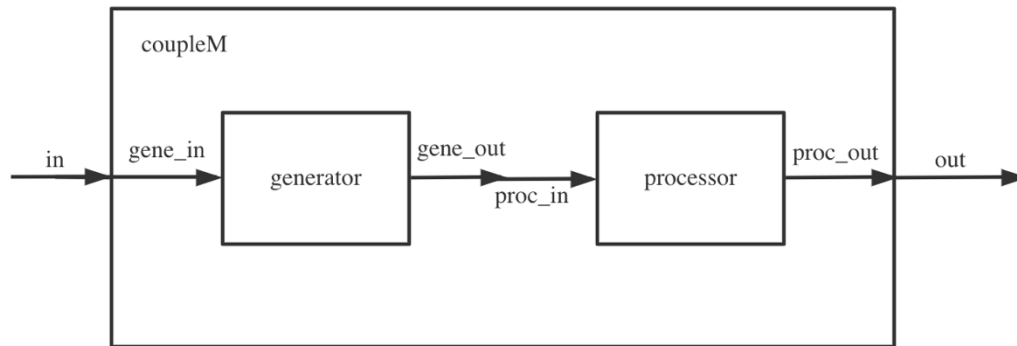 coupleM
in
gene_in
generator
gene_out
proc_in
processor
proc_out
out